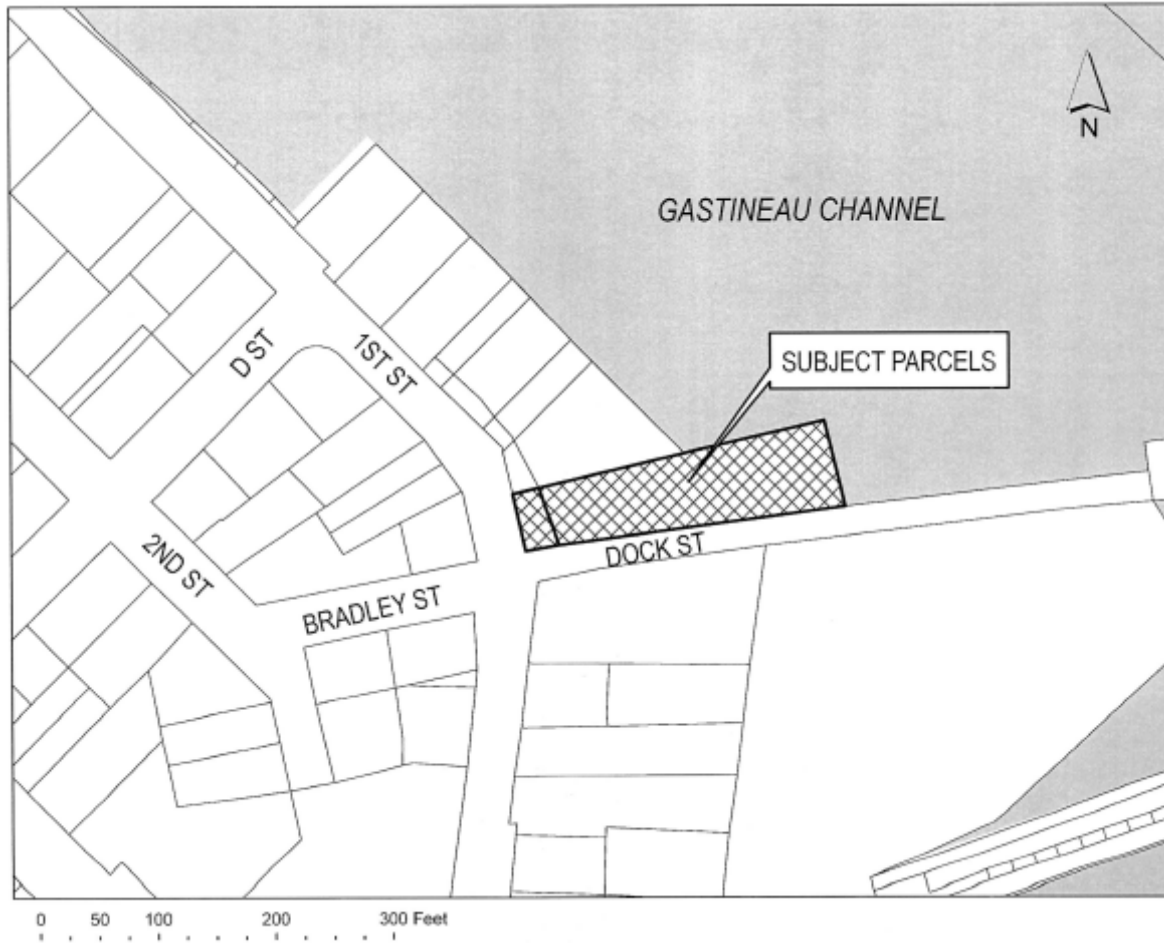 N
GASTINEAU CHANNEL
SUBJECT PARCELS
1ST ST
D ST
DOCK ST
2ND ST
BRADLEY ST
0 50 100 200 300 Feet